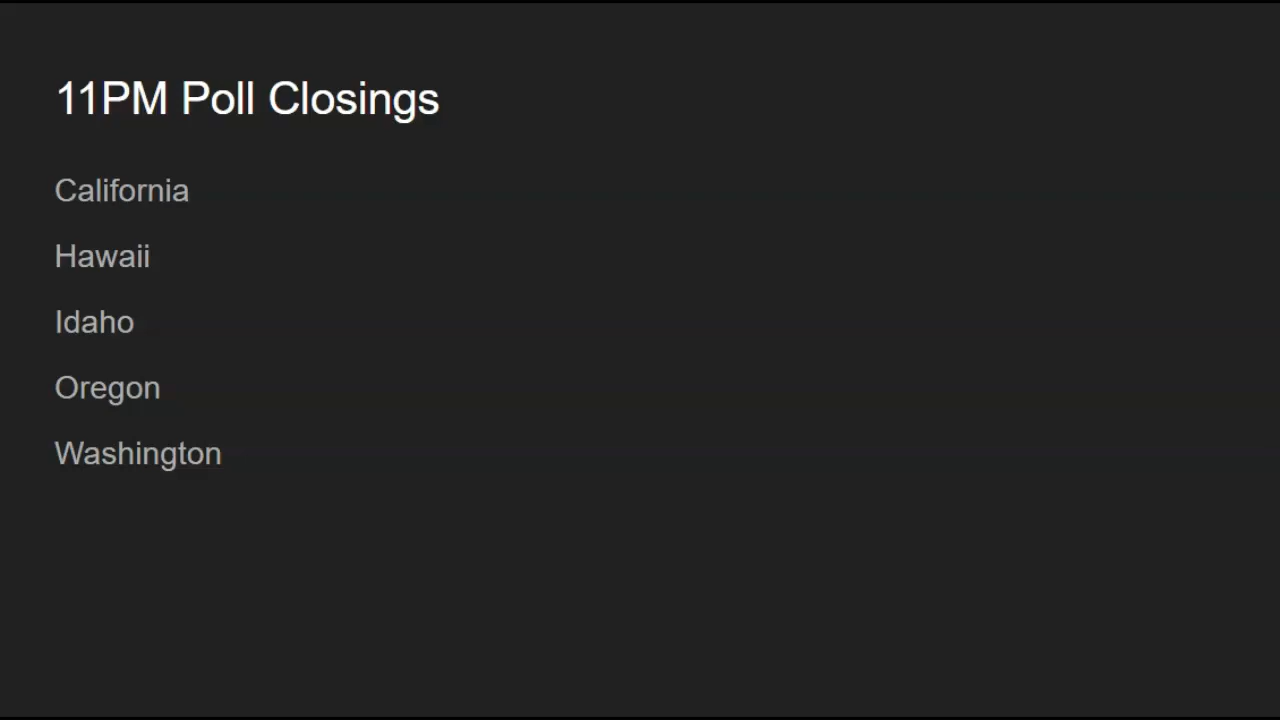 11PM Poll Closings
California
Hawaii
Idaho
Oregon
Washington